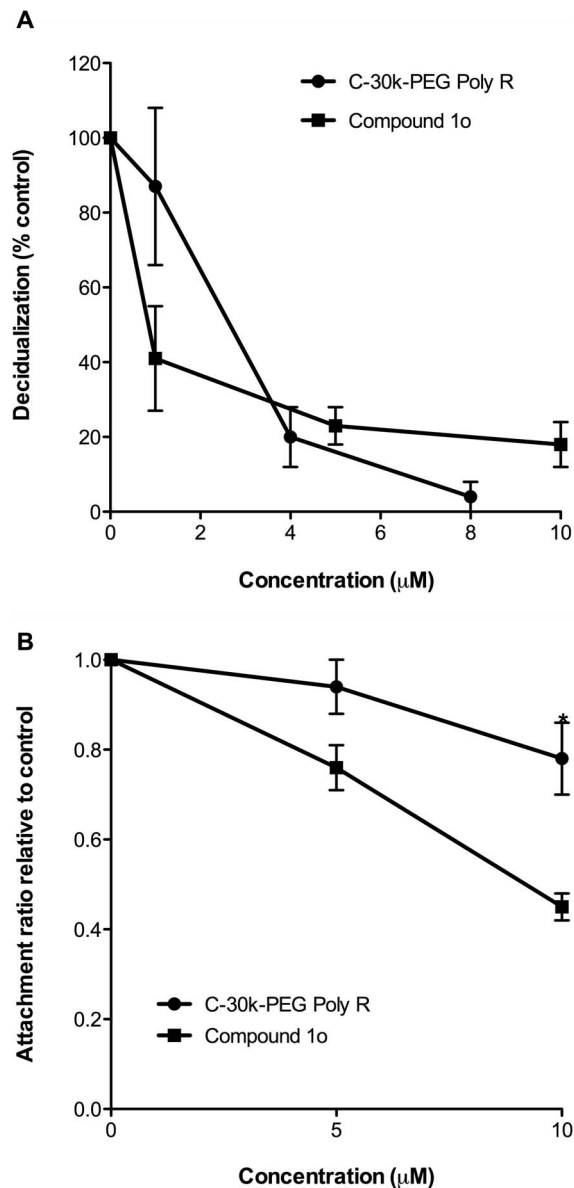 A
120
100
80
60
40
20
0
Decidualization (% control)
C-30k-PEG Poly R
Compound 1o
0 2 4 6 8 10
Concentration (μM)
B
1.0
0.8
0.6
0.4
0.2
0.0
Attachment ratio relative to control
*
C-30k-PEG Poly R
Compound 1o
0 5 10
Concentration (μM)